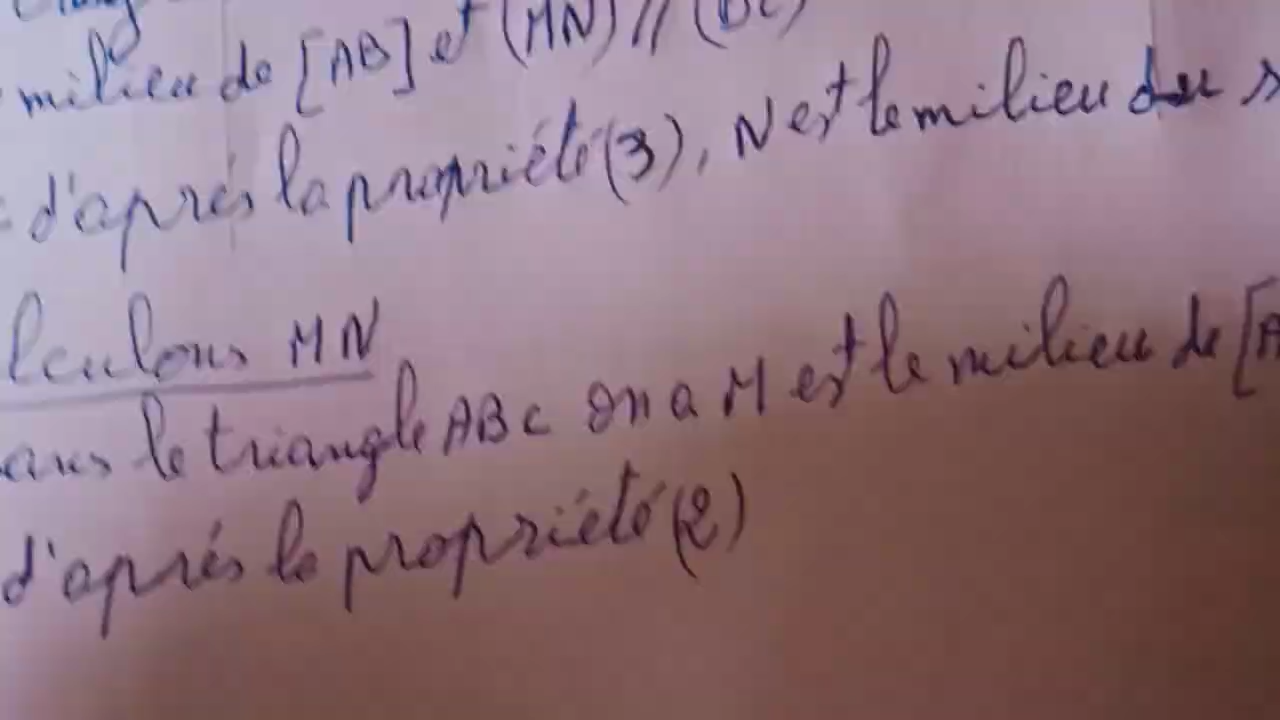 milieu de [AB] et (MN) // (BC)
d'après la propriété (3), N est le milieu du
lculons MN
ans le triangle ABC on a M est le milieu de [A
d'après la propriété (2)